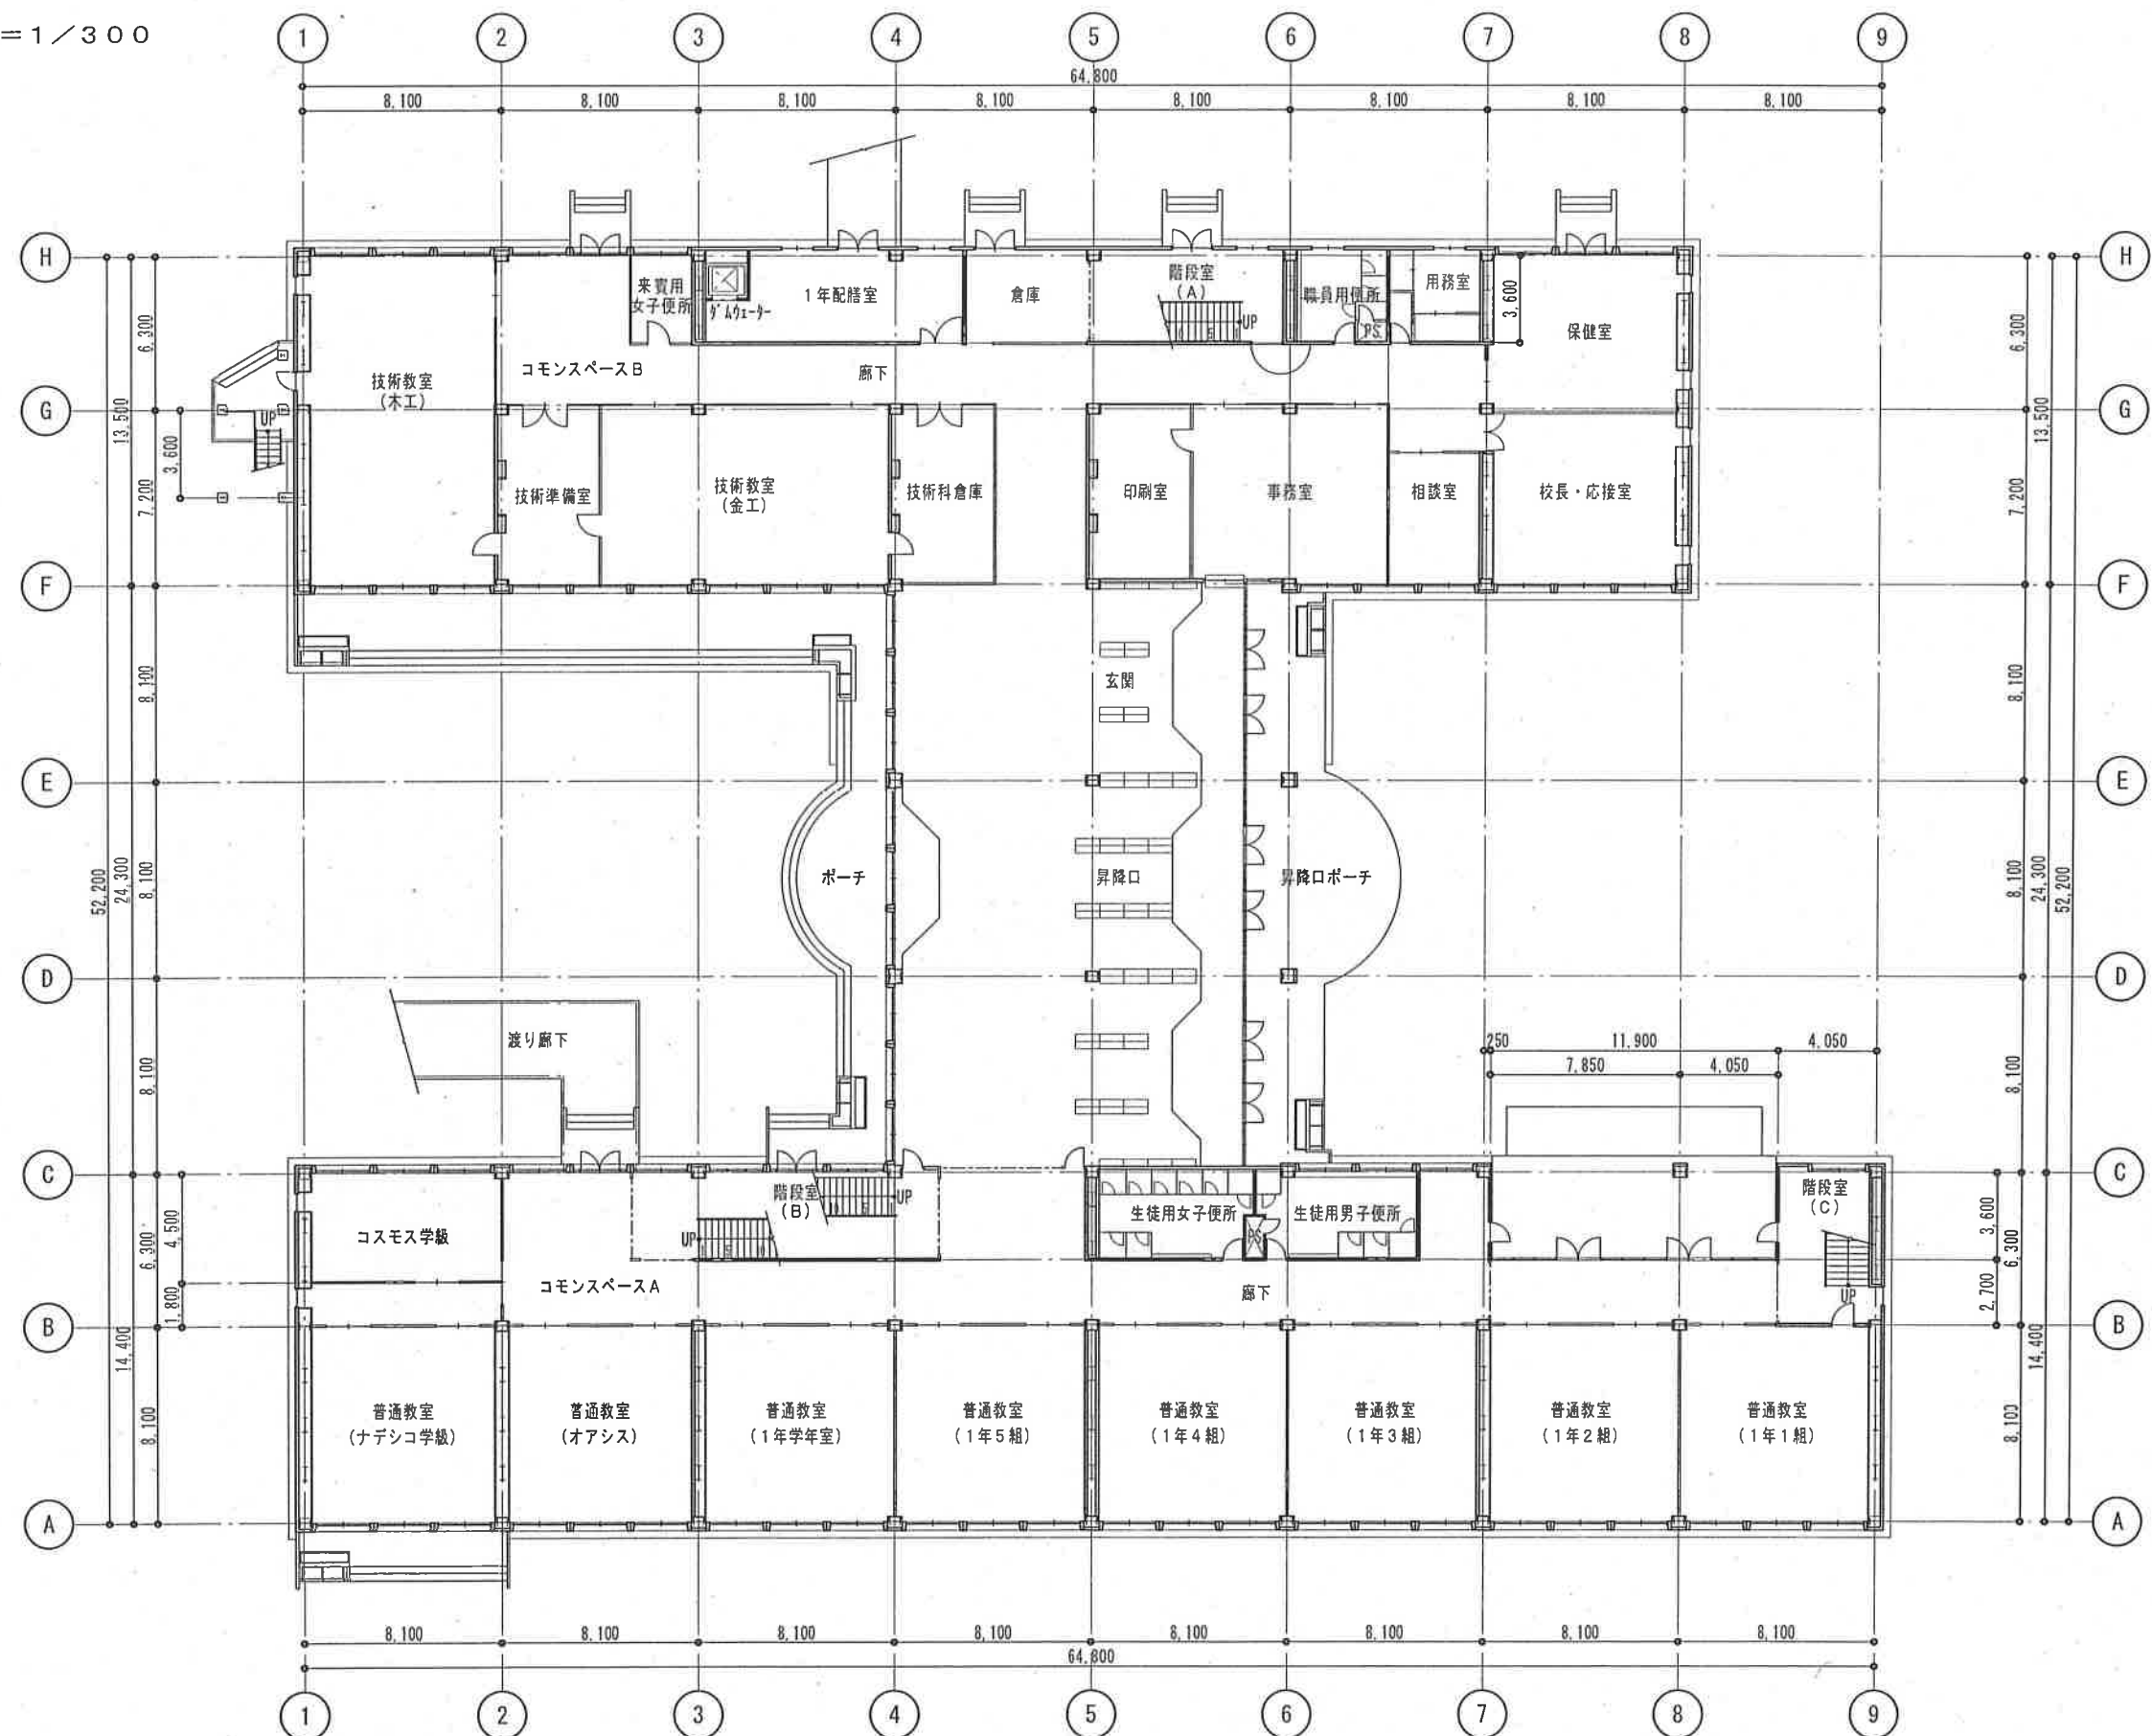 =1/300
1 2 3 4 5 6 7 8 9
64,800
8,100 8,100 8,100 8,100 8,100 8,100 8,100 8,100
H
H
来賓用
女子便所
ダムウェーター
1年配膳室
倉庫
階段室
(A)
UP
職員用便所
PS
用務室
3,600
保健室
6,300
13,500
6,300
13,500
技術教室
(木工)
コモンスペースB
廊下
G
G
UP
3,600
7,200
7,200
技術準備室
技術教室
(金工)
技術科倉庫
印刷室
事務室
相談室
校長・応接室
F
F
8,100
8,100
玄関
E
E
52,200
24,300
8,100
ポーチ
昇降口
昇降口ポーチ
8,100
24,300
52,200
D
D
渡り廊下
8,100
8,100
250
11,900
4,050
7,850
4,050
C
C
コスモス学級
階段室
(B)
UP
UP
生徒用女子便所
PS
生徒用男子便所
階段室
(C)
UP
4,500
6,300
1,800
3,600
6,300
2,700
コモンスペースA
廊下
B
B
14,400
8,100
14,400
8,100
普通教室
(ナデシコ学級)
普通教室
(オアシス)
普通教室
(1年学年室)
普通教室
(1年5組)
普通教室
(1年4組)
普通教室
(1年3組)
普通教室
(1年2組)
普通教室
(1年1組)
A
A
8,100 8,100 8,100 8,100 8,100 8,100 8,100 8,100
64,800
1 2 3 4 5 6 7 8 9